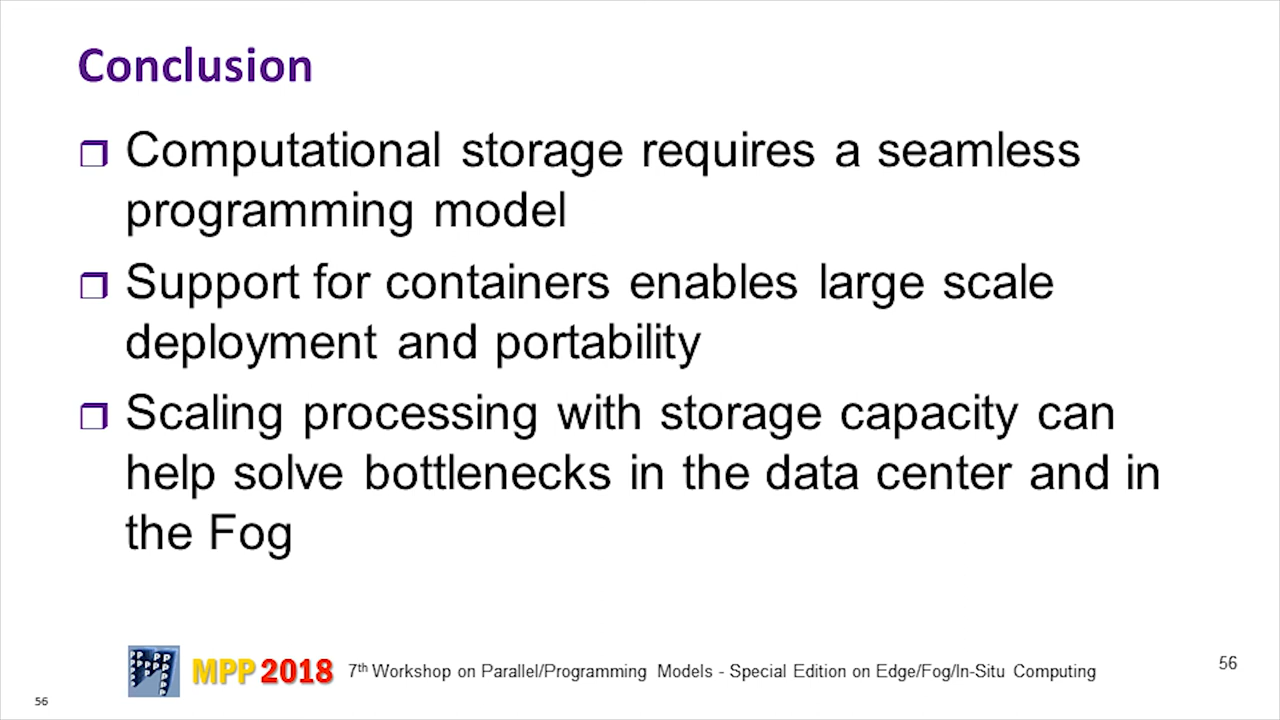 Conclusion
❒ Computational storage requires a seamless
programming model
❒ Support for containers enables large scale
deployment and portability
❒ Scaling processing with storage capacity can
help solve bottlenecks in the data center and in
the Fog
MPP 2018 7th Workshop on Parallel/Programming Models - Special Edition on Edge/Fog/In-Situ Computing
56
56